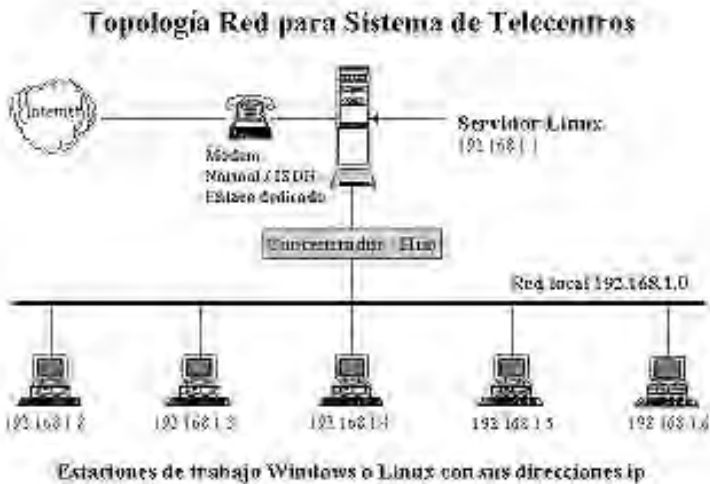 Topología Red para Sistema de Telecentros
Internet
Servidor Linux
192.168.1.1
Modem
Normal / ISDN
Enlace dedicado
Concentrador / Hub
Red local 192.168.1.0
192.168.1.2
192.168.1.3
192.168.1.4
192.168.1.5
192.168.1.6
Estaciones de trabajo Windows o Linux con sus direcciones ip